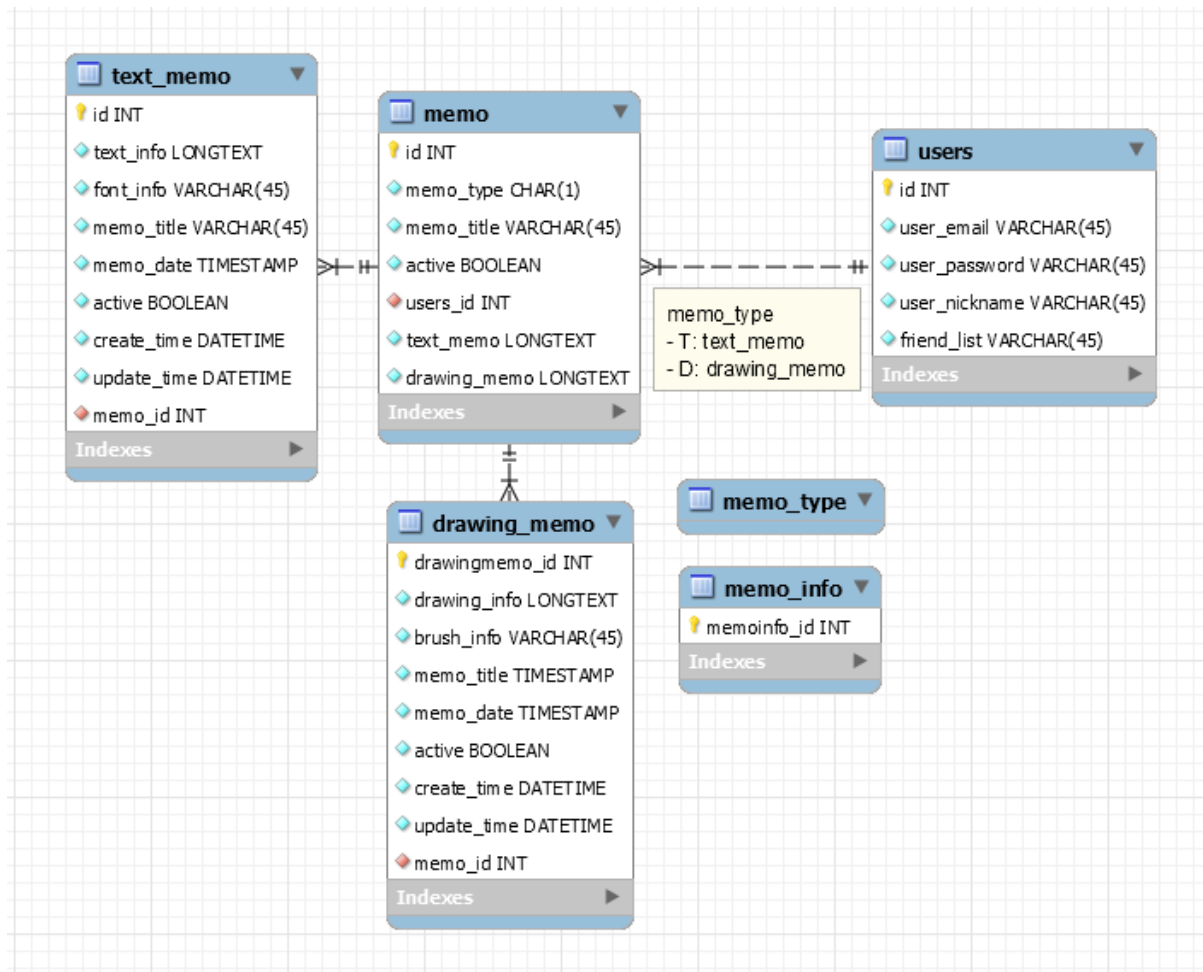 text_memo
id INT
text_info LONGTEXT
font_info VARCHAR(45)
memo_title VARCHAR(45)
memo_date TIMESTAMP
active BOOLEAN
create_time DATETIME
update_time DATETIME
memo_id INT
Indexes
memo
id INT
memo_type CHAR(1)
memo_title VARCHAR(45)
active BOOLEAN
users_id INT
text_memo LONGTEXT
drawing_memo LONGTEXT
Indexes
users
id INT
user_email VARCHAR(45)
user_password VARCHAR(45)
user_nickname VARCHAR(45)
friend_list VARCHAR(45)
Indexes
memo_type
- T: text_memo
- D: drawing_memo
drawing_memo
drawingmemo_id INT
drawing_info LONGTEXT
brush_info VARCHAR(45)
memo_title TIMESTAMP
memo_date TIMESTAMP
active BOOLEAN
create_time DATETIME
update_time DATETIME
memo_id INT
Indexes
memo_type
memo_info
memoinfo_id INT
Indexes